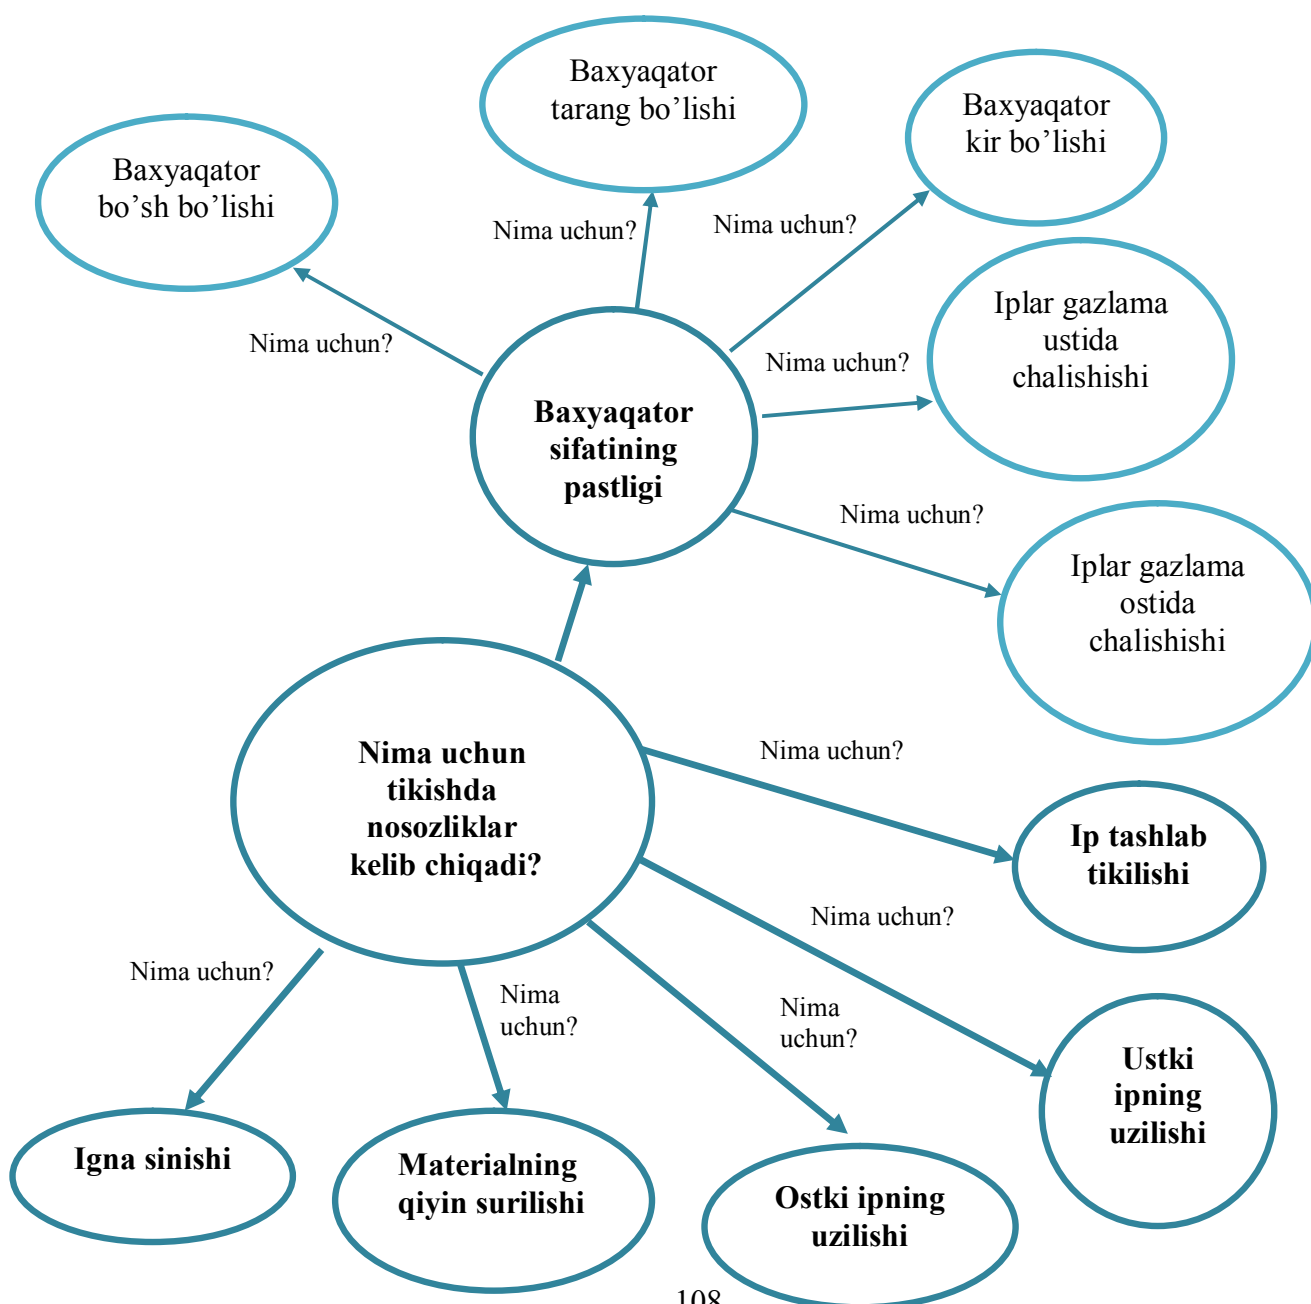 Baxyaqator
tarang bo’lishi
Baxyaqator
kir bo’lishi
Baxyaqator
bo’sh bo’lishi
Nima uchun?
Nima uchun?
Nima uchun?
Nima uchun?
Iplar gazlama
ustida
chalishishi
Baxyaqator
sifatining
pastligi
Nima uchun?
Iplar gazlama
ostida
chalishishi
Nima uchun
tikishda
nosozliklar
kelib chiqadi?
Nima uchun?
Ip tashlab
tikilishi
Nima uchun?
Nima uchun?
Nima
uchun?
Nima
uchun?
Ustki
ipning
uzilishi
Igna sinishi
Materialning
qiyin surilishi
Ostki ipning
uzilishi
108